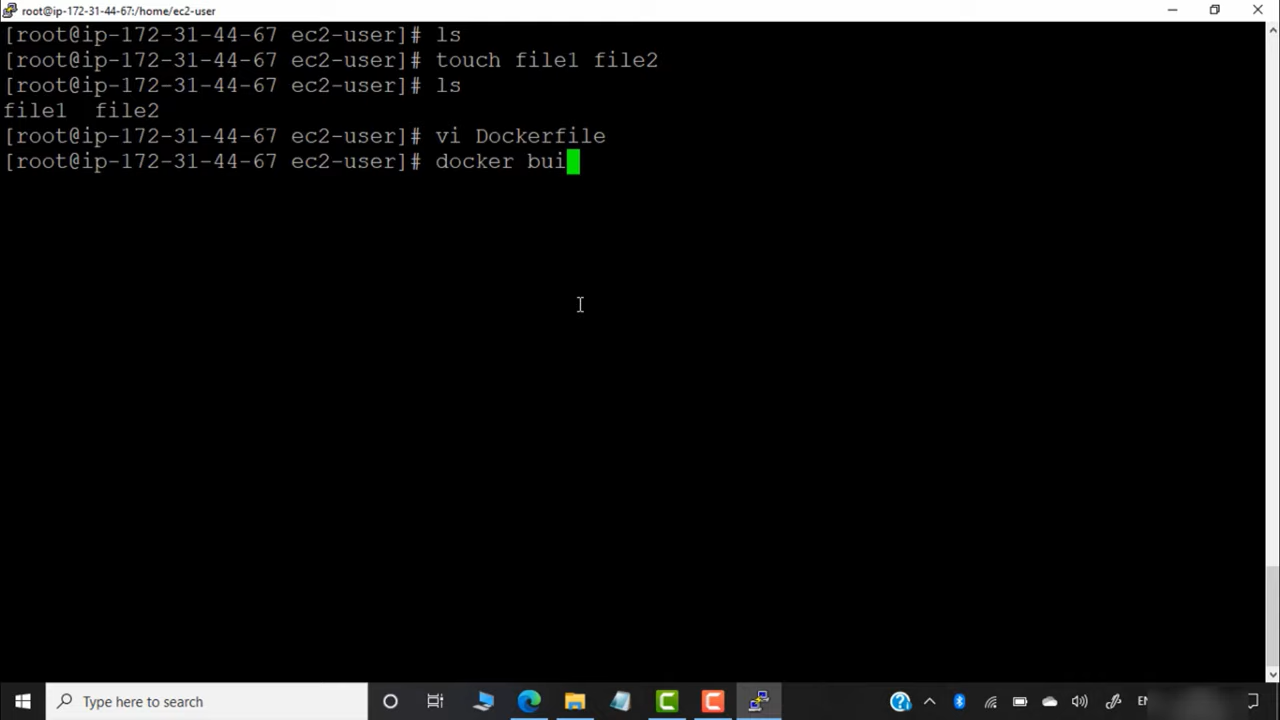 root@ip-172-31-44-67:/home/ec2-user
[root@ip-172-31-44-67 ec2-user]# ls
[root@ip-172-31-44-67 ec2-user]# touch file1 file2
[root@ip-172-31-44-67 ec2-user]# ls
file1  file2
[root@ip-172-31-44-67 ec2-user]# vi Dockerfile
[root@ip-172-31-44-67 ec2-user]# docker bui
Type here to search